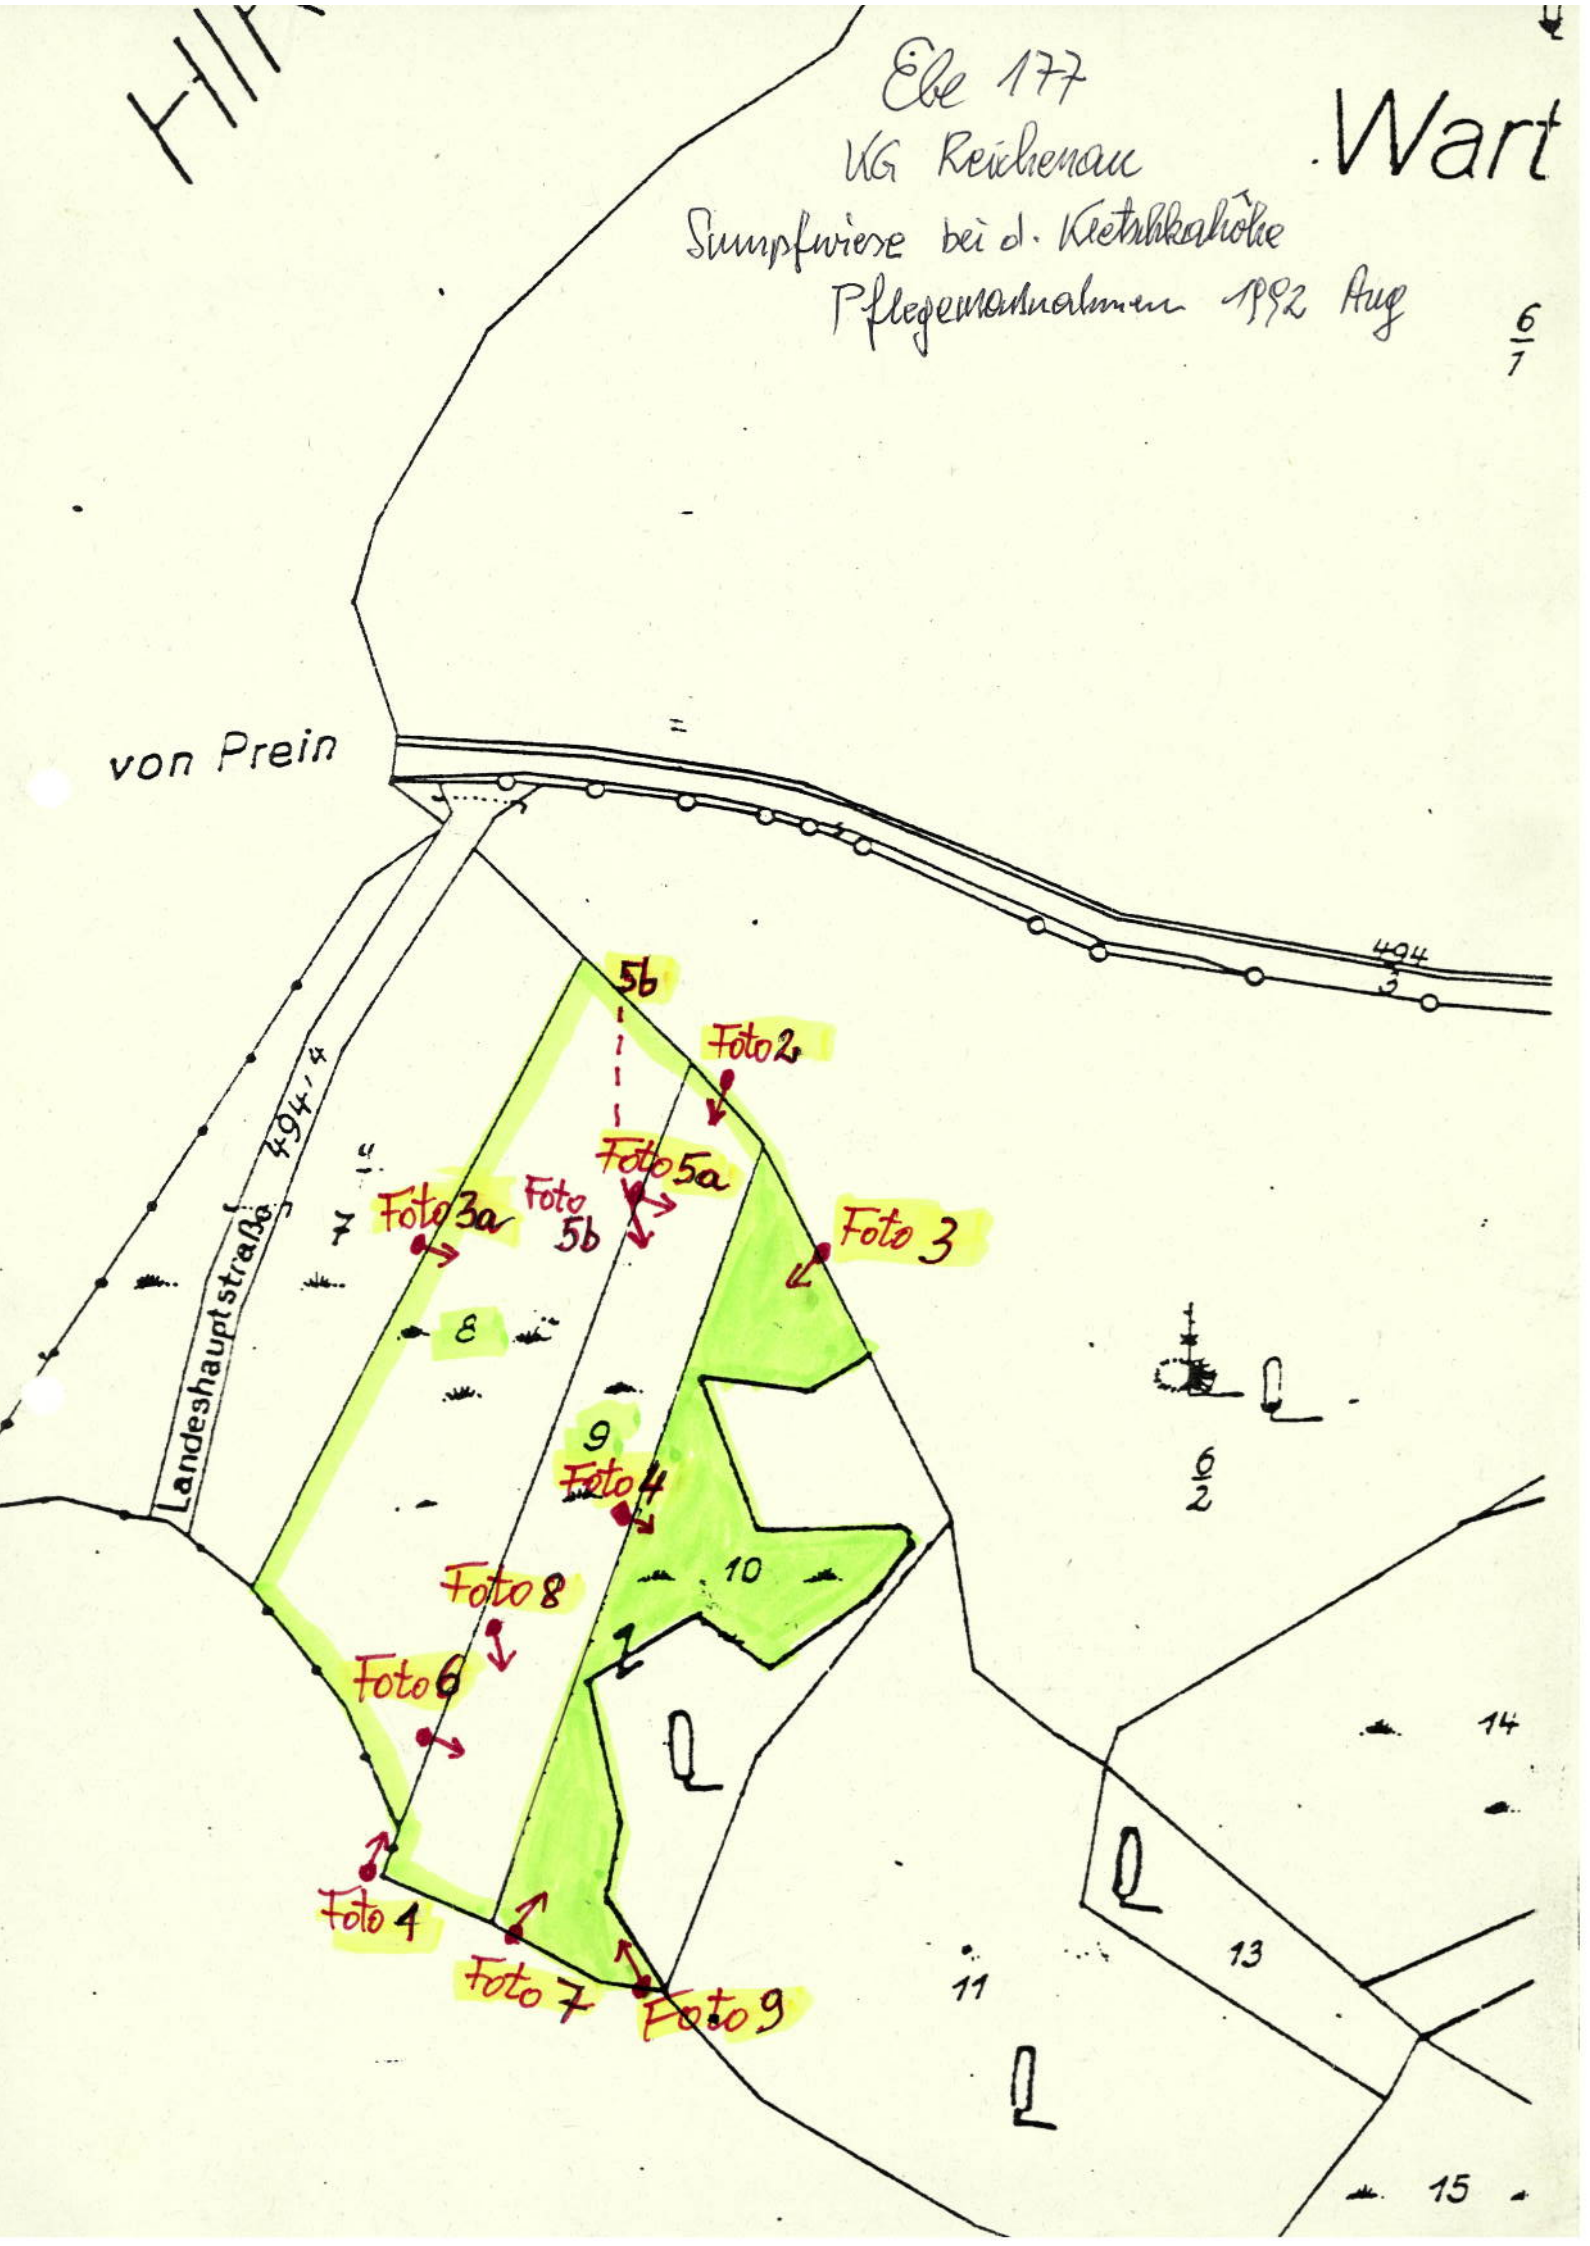 Ebe 177
KG Reichenau
Wart
Sumpfwiese bei d. Kletschkahöhe
Pflegemassnahmen 1992 Aug
6
1
von Prein
494
3
5b
Foto 2
494/4
Foto 5a
7
Foto 3a
Foto
5b
Foto 3
Landeshauptstraße
8
9
6
2
Foto 4
10
Foto 8
Foto 6
14
Foto 1
13
Foto 7
11
Foto 9
15